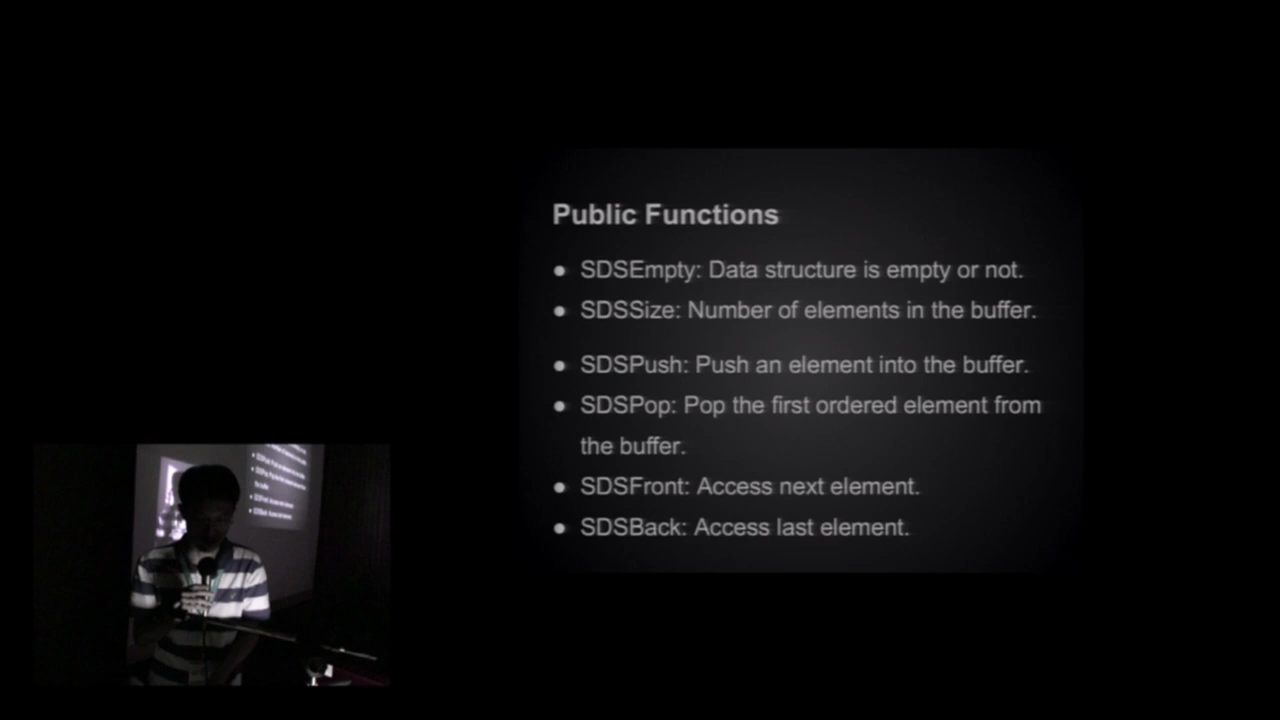 Public Functions
● SDSEmpty: Data structure is empty or not.
● SDSSize: Number of elements in the buffer.
● SDSPush: Push an element into the buffer.
● SDSPop: Pop the first ordered element from
the buffer.
● SDSFront: Access next element.
● SDSBack: Access last element.